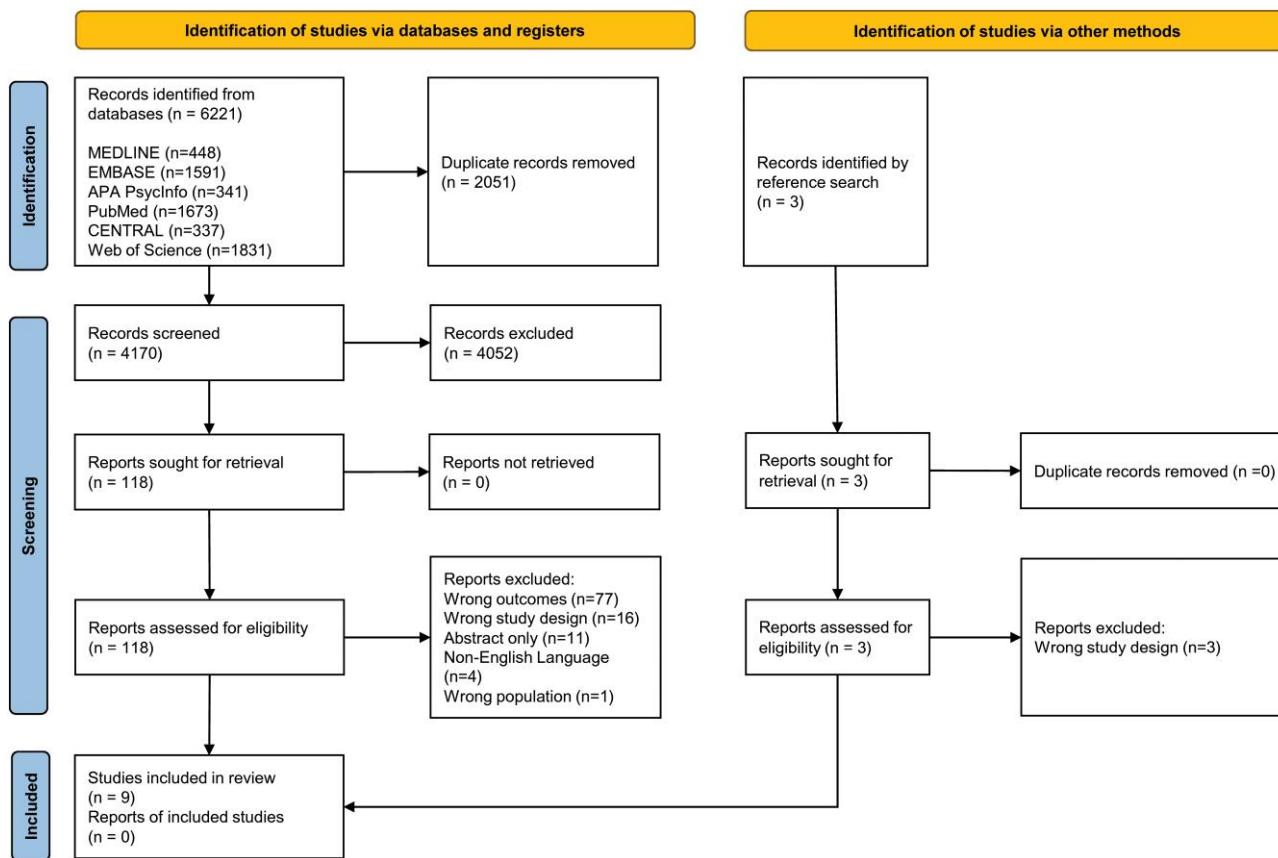 Identification of studies via databases and registers
Identification of studies via other methods
Identification
Records identified from
databases (n = 6221)
MEDLINE (n=448)
EMBASE (n=1591)
APA PsycInfo (n=341)
PubMed (n=1673)
CENTRAL (n=337)
Web of Science (n=1831)
Duplicate records removed
(n = 2051)
Records identified by
reference search
(n = 3)
Screening
Records screened
(n = 4170)
Records excluded
(n = 4052)
Reports sought for retrieval
(n = 118)
Reports not retrieved
(n = 0)
Reports sought for
retrieval (n = 3)
Duplicate records removed (n =0)
Reports assessed for eligibility
(n = 118)
Reports excluded:
Wrong outcomes (n=77)
Wrong study design (n=16)
Abstract only (n=11)
Non-English Language
(n=4)
Wrong population (n=1)
Reports assessed for
eligibility (n = 3)
Reports excluded:
Wrong study design (n=3)
Included
Studies included in review
(n = 9)
Reports of included studies
(n = 0)